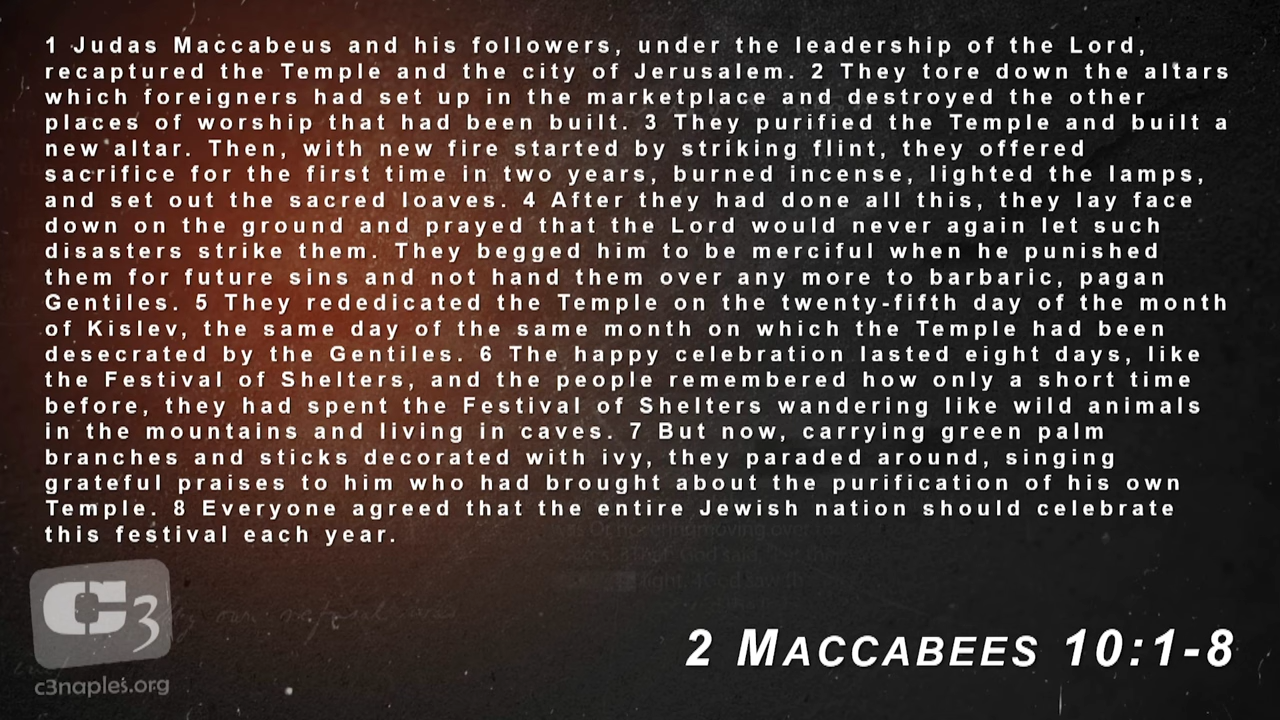 1 Judas Maccabeus and his followers, under the leadership of the Lord,
recaptured the Temple and the city of Jerusalem. 2 They tore down the altars
which foreigners had set up in the marketplace and destroyed the other
places of worship that had been built. 3 They purified the Temple and built a
new altar. Then, with new fire started by striking flint, they offered
sacrifice for the first time in two years, burned incense, lighted the lamps,
and set out the sacred loaves. 4 After they had done all this, they lay face
down on the ground and prayed that the Lord would never again let such
disasters strike them. They begged him to be merciful when he punished
them for future sins and not hand them over any more to barbaric, pagan
Gentiles. 5 They rededicated the Temple on the twenty-fifth day of the month
of Kislev, the same day of the same month on which the Temple had been
desecrated by the Gentiles. 6 The happy celebration lasted eight days, like
the Festival of Shelters, and the people remembered how only a short time
before, they had spent the Festival of Shelters wandering like wild animals
in the mountains and living in caves. 7 But now, carrying green palm
branches and sticks decorated with ivy, they paraded around, singing
grateful praises to him who had brought about the purification of his own
Temple. 8 Everyone agreed that the entire Jewish nation should celebrate
this festival each year.
moving over
God said,
light, God saw
C3
our
c3naples.org
2 Maccabees 10:1-8